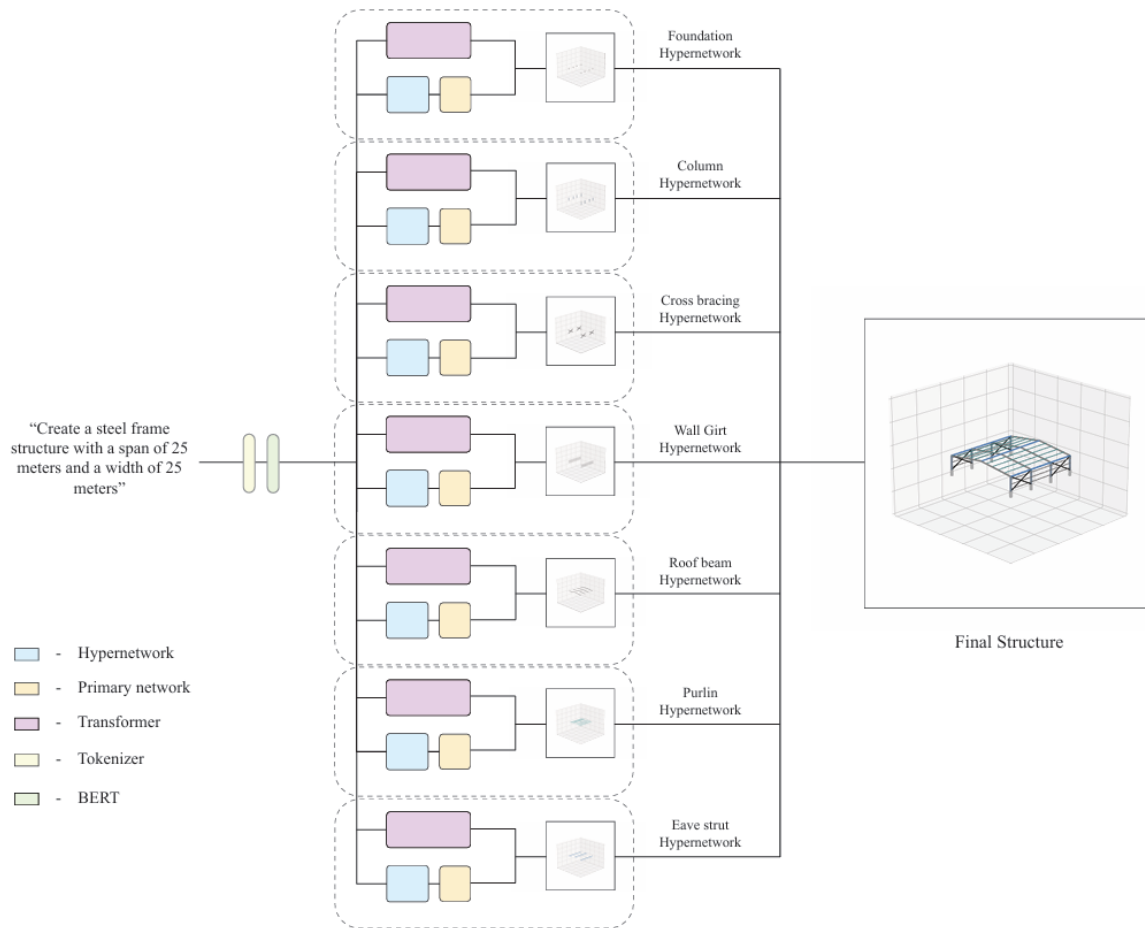 Foundation
Hypernetwork
Column
Hypernetwork
Cross bracing
Hypernetwork
“Create a steel frame
structure with a span of 25
meters and a width of 25
meters”
Wall Girt
Hypernetwork
Roof beam
Hypernetwork
Purlin
Hypernetwork
Eave strut
Hypernetwork
Final Structure
- Hypernetwork
- Primary network
- Transformer
- Tokenizer
- BERT